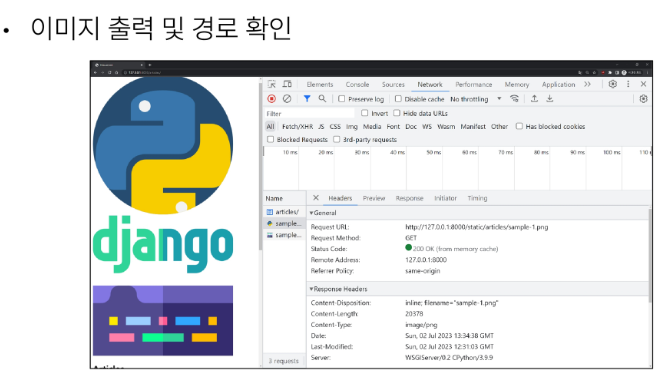 • 이미지 출력 및 경로 확인
Elements Console Sources Network Performance Memory Application
Preserve log Disable cache No throttling
Filter Invert Hide data URLs
All Fetch/XHR JS CSS Img Media Font Doc WS Wasm Manifest Other Has blocked cookies
Blocked Requests 3rd-party requests
10 ms 20 ms 30 ms 40 ms 50 ms 60 ms 70 ms 80 ms 90 ms 100 ms
Name Headers Preview Response Initiator Timing
articles/
sample...
sample...
General
Request URL: http://127.0.0.1:8000/static/articles/sample-1.png
Request Method: GET
Status Code: 200 OK (from memory cache)
Remote Address: 127.0.0.1:8000
Referrer Policy: same-origin
Response Headers
Content-Disposition: inline; filename="sample-1.png"
Content-Length: 20378
Content-Type: image/png
Date: Sun, 02 Jul 2023 13:34:38 GMT
Last-Modified: Sun, 02 Jul 2023 12:31:03 GMT
Server: WSGIServer/0.2 CPython/3.9.9
3 requests
django